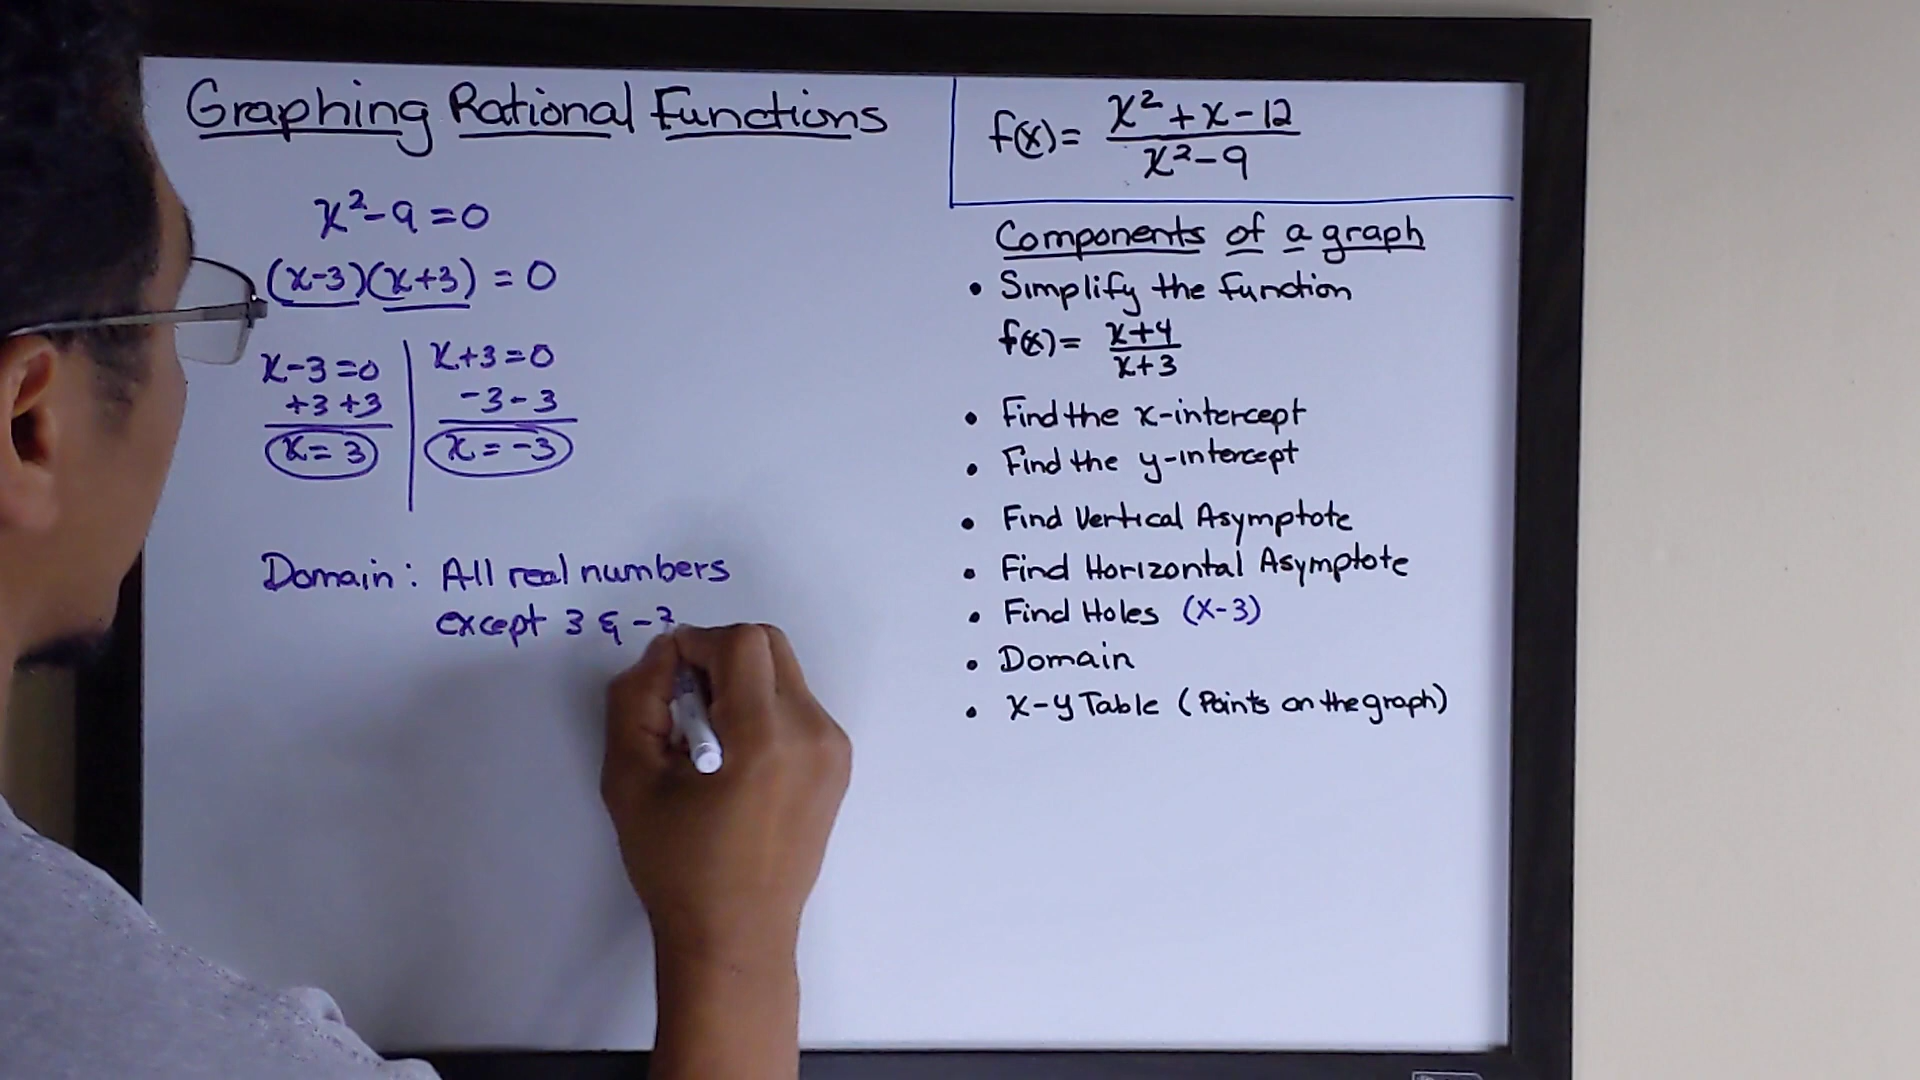 Graphing Rational Functions
x²-9=0
(x-3)(x+3) = 0
x-3=0
+3 +3
x=3
x+3=0
-3-3
x=-3
Domain: All real numbers
except 3 & -3
f(x)= x²+x-12
x²-9
Components of a graph
• Simplify the function
f(x)= x+4
x+3
• Find the x-intercept
• Find the y-intercept
• Find Vertical Asymptote
• Find Horizontal Asymptote
• Find Holes (x-3)
• Domain
• x-y Table (Points on the graph)